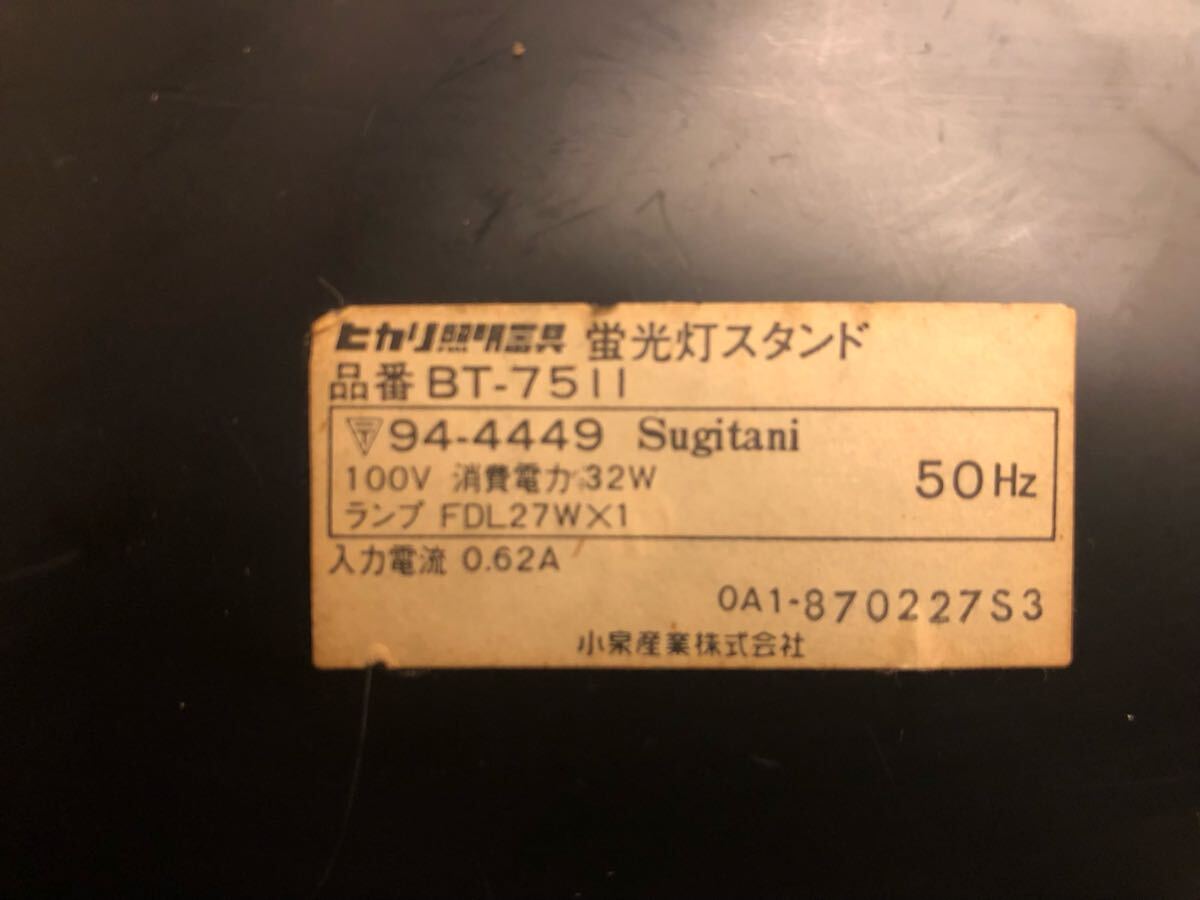 ヒカリ照明器具 蛍光灯スタンド
品番 BT-7511
〒94-4449 Sugitani
100V 消費電力 32W
50Hz
ランプ FDL27W×1
入力電流 0.62A
0A1-870227S3
小泉産業株式会社